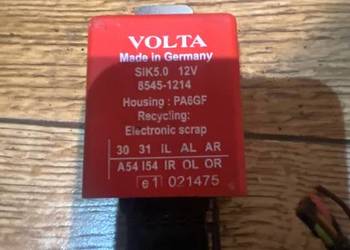 VOLTA
Made in Germany
SIK5.0 12V
8545-1214
Housing : PA6GF
Recycling:
Electronic scrap
30 31 IL AL AR
A54 I54 IR OL OR
e1 021475